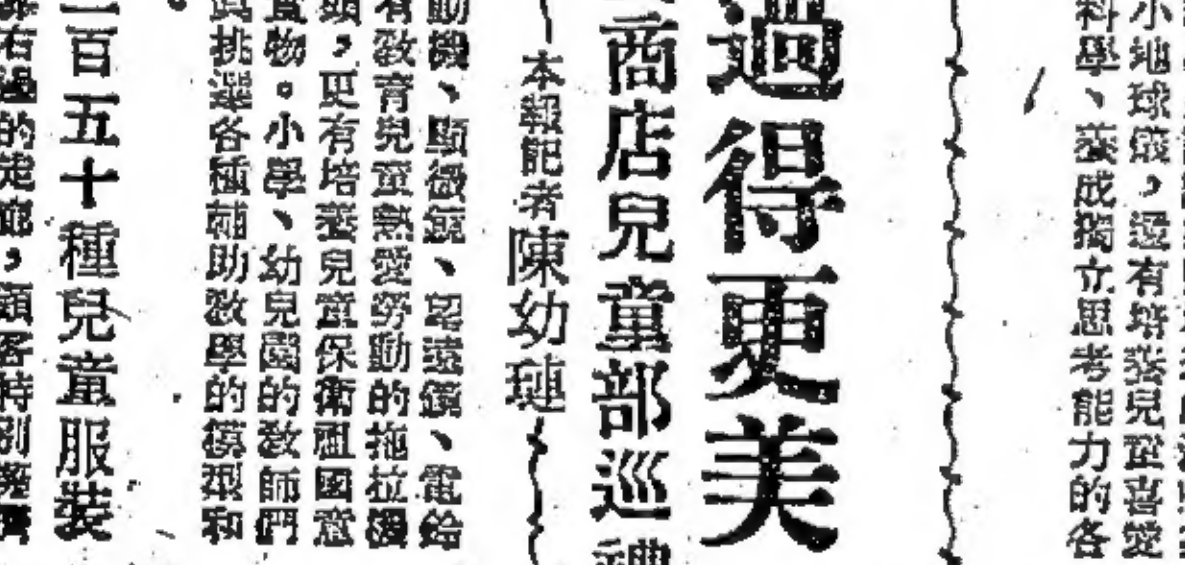 小地球儀，還有培養兒童喜愛
科學、養成獨立思考能力的各
過得更美
商店兒童部巡禮
本報記者陳幼璉
動機、顯微鏡、望遠鏡、電鈴
有教育兒童熱愛勞動的拖拉機
頭，更有培養兒童保衛祖國意
物。小學、幼兒園的教師們
挑選各種輔助教學的模型和
二百五十種兒童服裝
的走廊，顧客特別擁擠